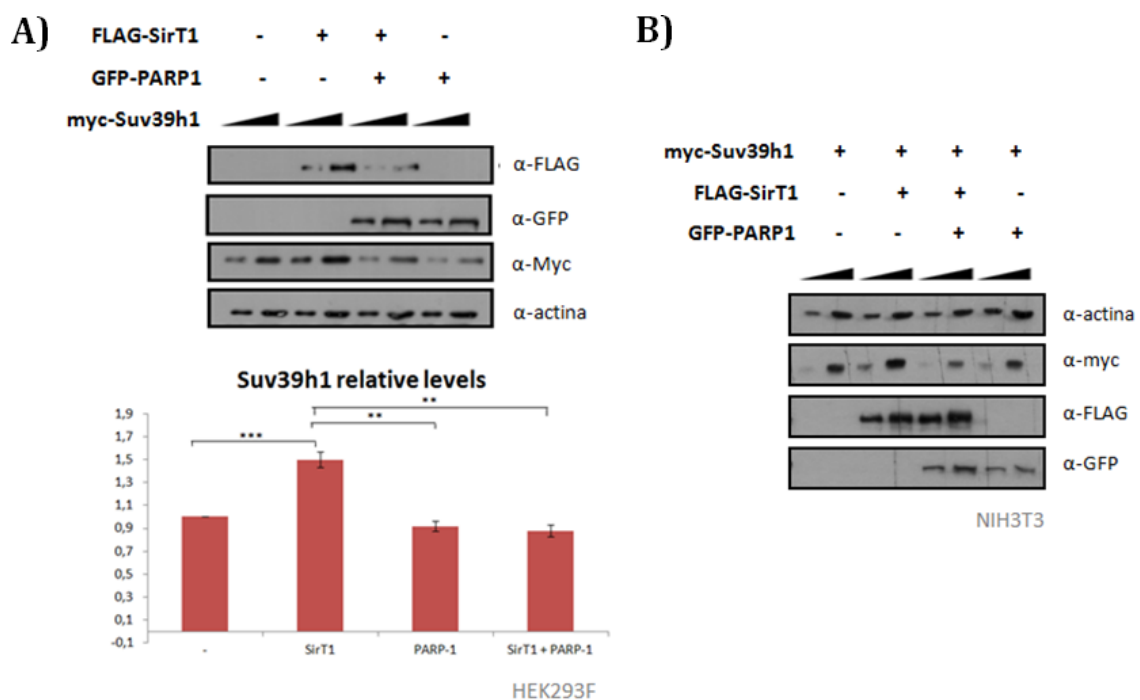 A)
FLAG-SirT1 - + + -
GFP-PARP1 - - + +
myc-Suv39h1
α-FLAG
α-GFP
α-Myc
α-actina
Suv39h1 relative levels
1,9
1,7
1,5
1,3
1,1
0,9
0,7
0,5
0,3
0,1
-0,1
***
**
**
- SirT1 PARP-1 SirT1 + PARP-1
HEK293F
B)
myc-Suv39h1 + + + +
FLAG-SirT1 - + + -
GFP-PARP1 - - + +
α-actina
α-myc
α-FLAG
α-GFP
NIH3T3